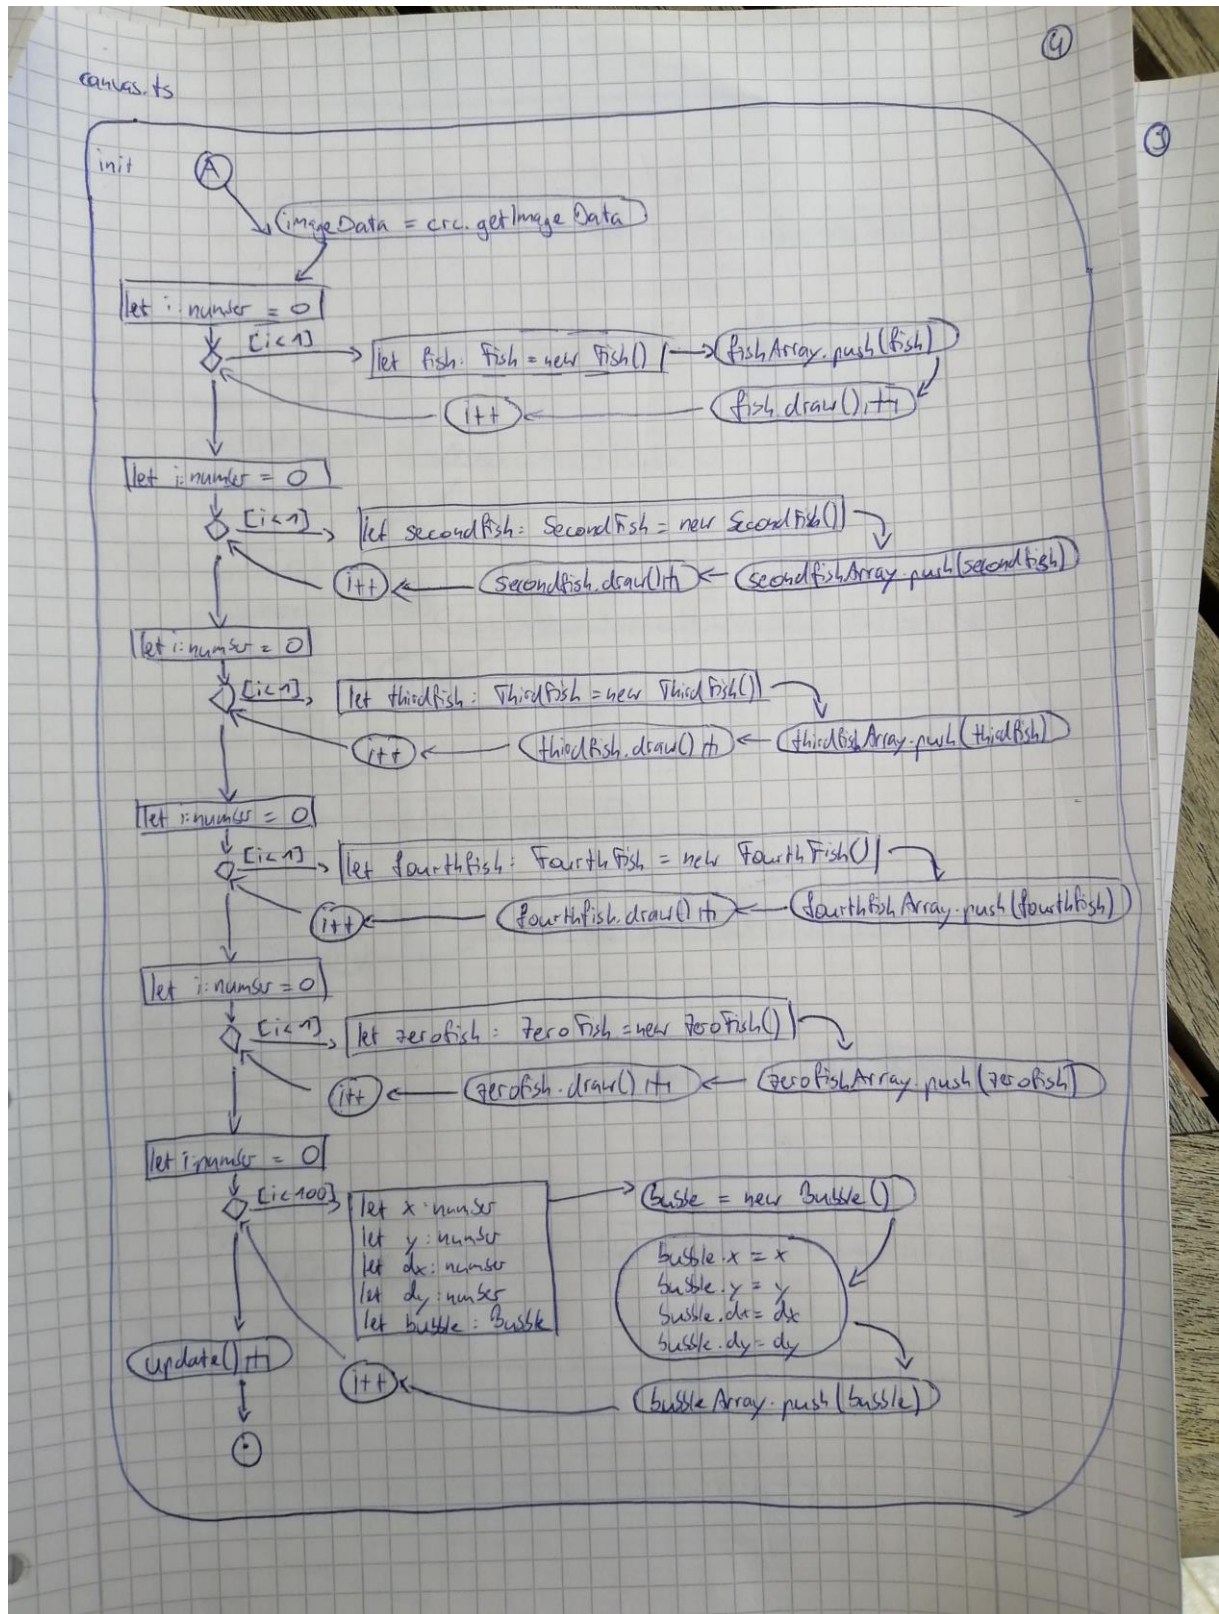 4
canvas.ts
3
init
A
imageData = crc.getImageData
let i:number = 0
[i<1]
let fish: Fish = new Fish()
fishArray.push(fish)
fish.draw()
i++
let i:number = 0
[i<1]
let secondfish: SecondFish = new SecondFish()
secondfishArray.push(secondfish)
secondfish.draw()
i++
let i:number = 0
[i<1]
let thirdfish: ThirdFish = new ThirdFish()
thirdfishArray.push(thirdfish)
thirdfish.draw()
i++
let i:number = 0
[i<1]
let fourthfish: FourthFish = new FourthFish()
fourthfishArray.push(fourthfish)
fourthfish.draw()
i++
let i:number = 0
[i<1]
let zerofish: ZeroFish = new ZeroFish()
zerofishArray.push(zerofish)
zerofish.draw()
i++
let i:number = 0
[i<100]
let x:number
let y:number
let dx:number
let dy:number
let bubble: Bubble
bubble = new Bubble()
bubble.x = x
bubble.y = y
bubble.dx = dx
bubble.dy = dy
bubbleArray.push(bubble)
i++
update()